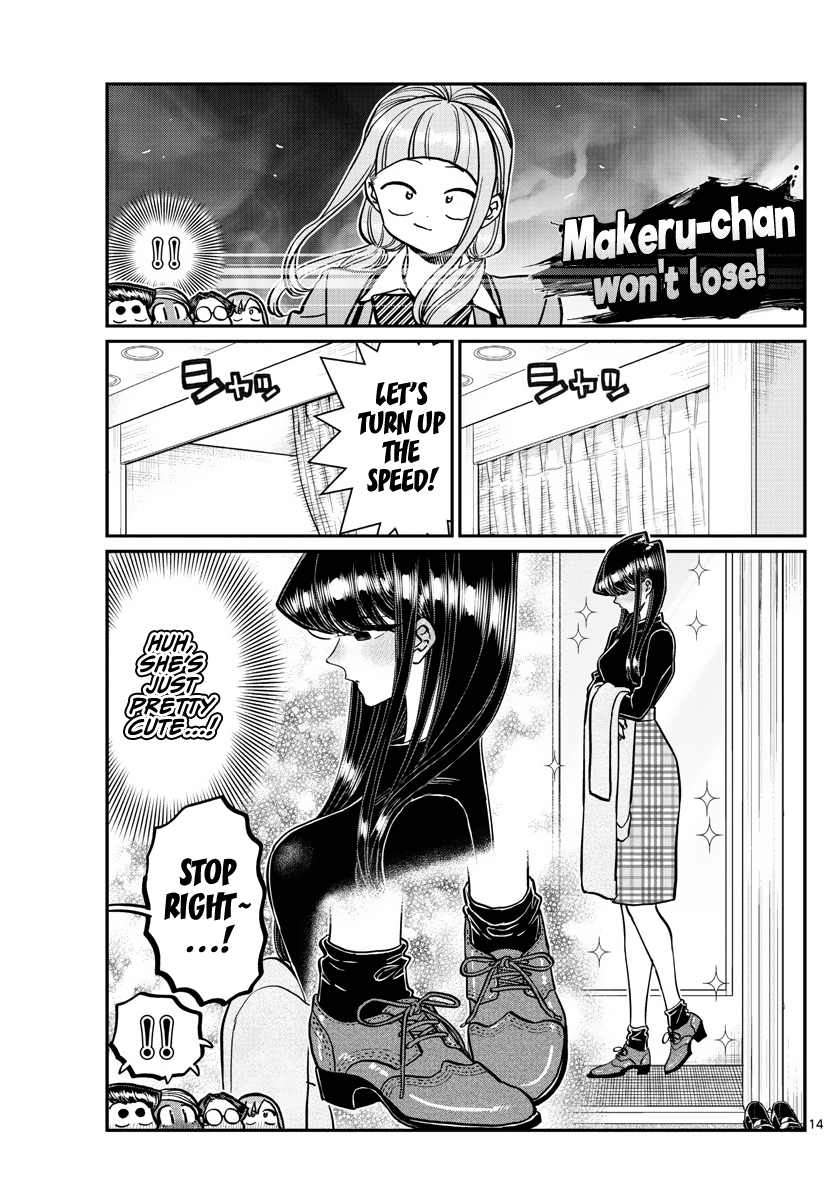 !!
Makeru-chan
won't lose!
シャッ
LET'S
TURN UP
THE
SPEED!
シャッ
HUH,
SHE'S
JUST
PRETTY
CUTE...!
STOP
RIGHT~
...!
!!
14